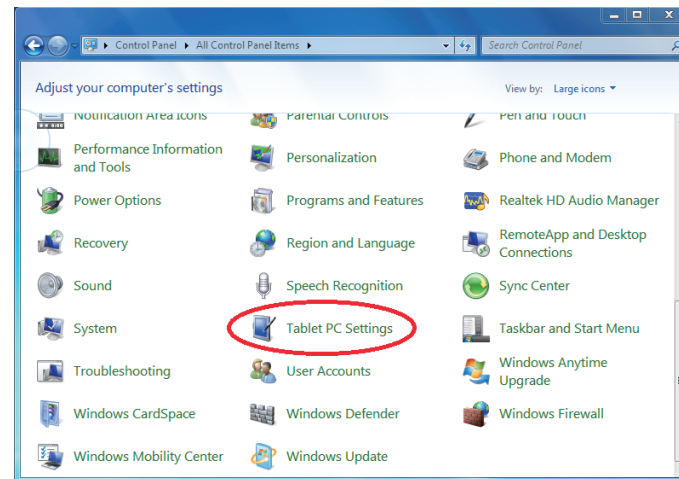 Control Panel All Control Panel Items Search Control Panel
Adjust your computer's settings View by: Large icons
Notification Area Icons Parental Controls Pen and Touch
Performance Information
and Tools
Personalization Phone and Modem
Power Options Programs and Features Realtek HD Audio Manager
Recovery Region and Language
RemoteApp and Desktop
Connections
Sound Speech Recognition Sync Center
System Tablet PC Settings Taskbar and Start Menu
Troubleshooting User Accounts
Windows Anytime
Upgrade
Windows CardSpace Windows Defender Windows Firewall
Windows Mobility Center Windows Update